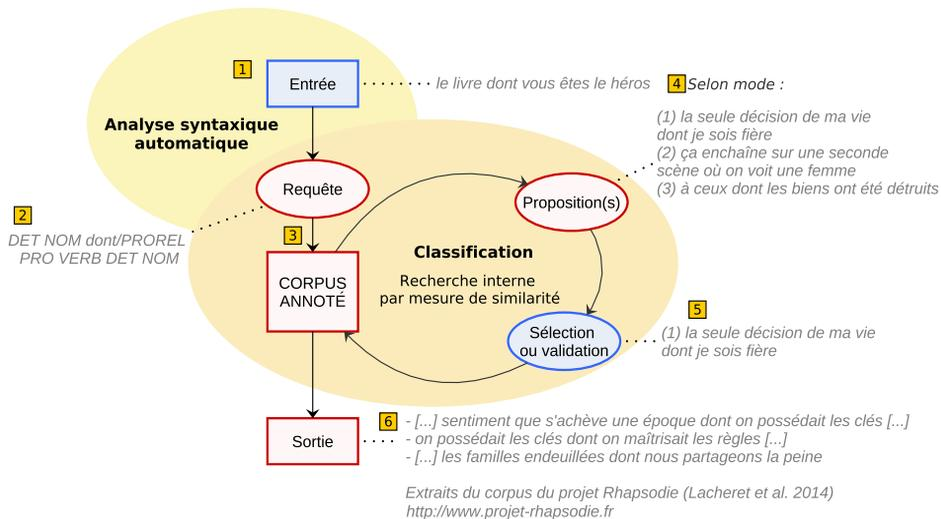 1
Entrée
le livre dont vous êtes le héros
4 Selon mode :
Analyse syntaxique
automatique
(1) la seule décision de ma vie
dont je sois fière
(2) ça enchaîne sur une seconde
scène où on voit une femme
(3) à ceux dont les biens ont été détruits
Requête
Proposition(s)
2
DET NOM dont/PROREL
PRO VERB DET NOM
3
CORPUS
ANNOTÉ
Classification
Recherche interne
par mesure de similarité
5
Sélection
ou validation
(1) la seule décision de ma vie
dont je sois fière
Sortie
6
- [...] sentiment que s'achève une époque dont on possédait les clés [...]
- on possédait les clés dont on maîtrisait les règles [...]
- [...] les familles endeuillées dont nous partageons la peine
Extraits du corpus du projet Rhapsodie (Lacheret et al. 2014)
http://www.projet-rhapsodie.fr